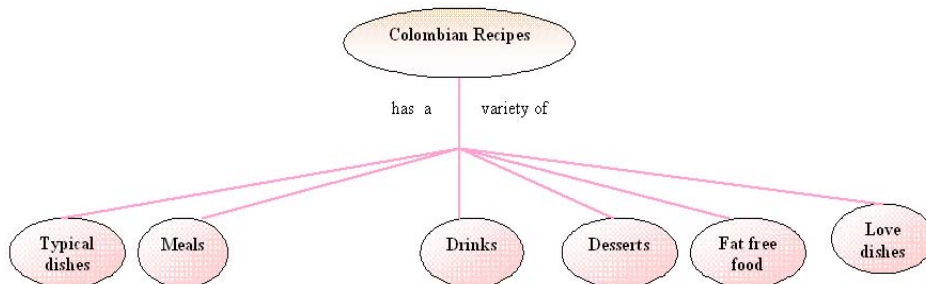 Colombian Recipes
has a variety of
Typical
dishes
Meals
Drinks
Desserts
Fat free
food
Love
dishes